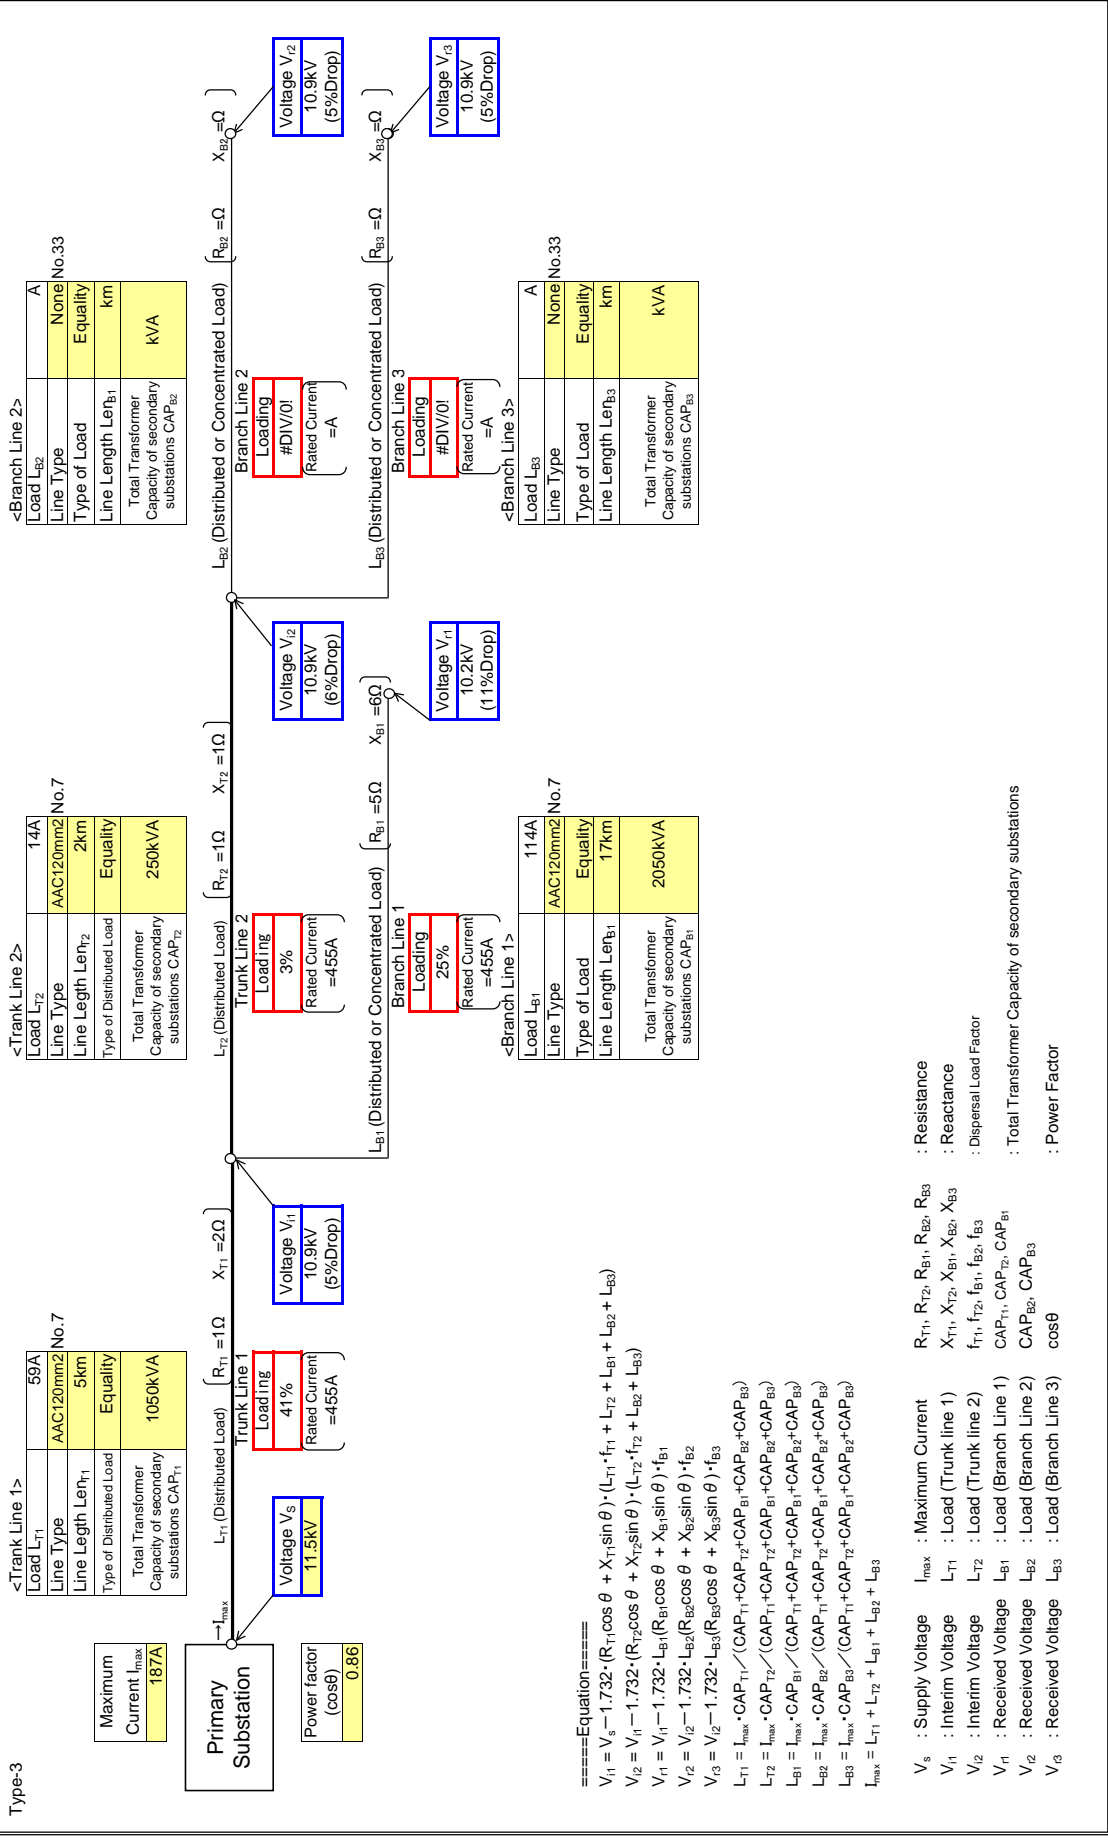 Type-3
Maximum
Current Imax
187A
Primary
Substation
→Imax
Power factor
(cosθ)
0.86
Voltage VS
11.5kV
<Trank Line 1>
Load LT1 59A
Line Type AAC120mm2 No.7
Line Legth LenT1 5km
Type of Distributed Load Equality
Total Transformer
Capacity of secondary
substations CAPT1
1050kVA
LT1 (Distributed Load) (RT1 =1Ω XT1 =2Ω)
Trunk Line 1
Loading
41%
(Rated Current
=455A)
Voltage Vi1
10.9kV
(5%Drop)
<Trank Line 2>
Load LT2 14A
Line Type AAC120mm2 No.7
Line Legth LenT2 2km
Type of Distributed Load Equality
Total Transformer
Capacity of secondary
substations CAPT2
250kVA
LT2 (Distributed Load) (RT2 =1Ω XT2 =1Ω)
Trunk Line 2
Loading
3%
(Rated Current
=455A)
Voltage Vi2
10.9kV
(6%Drop)
LB1 (Distributed or Concentrated Load) (RB1 =5Ω XB1 =6Ω)
Branch Line 1
Loading
25%
(Rated Current
=455A)
Voltage Vr1
10.2kV
(11%Drop)
<Branch Line 1>
Load LB1 114A
Line Type AAC120mm2 No.7
Type of Load Equality
Line Length LenB1 17km
Total Transformer
Capacity of secondary
substations CAPB1
2050kVA
<Branch Line 2>
Load LB2 A
Line Type None No.33
Type of Load Equality
Line Length LenB1 km
Total Transformer
Capacity of secondary
substations CAPB2
kVA
LB2 (Distributed or Concentrated Load) (RB2 =Ω XB2 =Ω)
Branch Line 2
Loading
#DIV/0!
(Rated Current
=A)
Voltage Vr2
10.9kV
(5%Drop)
LB3 (Distributed or Concentrated Load) (RB3 =Ω XB3 =Ω)
Branch Line 3
Loading
#DIV/0!
(Rated Current
=A)
Voltage Vr3
10.9kV
(5%Drop)
<Branch Line 3>
Load LB3 A
Line Type None No.33
Type of Load Equality
Line Length LenB3 km
Total Transformer
Capacity of secondary
substations CAPB3
kVA
=====Equation=====
Vi1 = Vs－1.732・(RT1cos θ + XT1sin θ)・(LT1・fT1 + LT2 + LB1 + LB2 + LB3)
Vi2 = Vi1－1.732・(RT2cos θ + XT2sin θ)・(LT2・fT2 + LB2 + LB3)
Vr1 = Vi1－1.732・LB1(RB1cos θ + XB1sin θ)・fB1
Vr2 = Vi2－1.732・LB2(RB2cos θ + XB2sin θ)・fB2
Vr3 = Vi2－1.732・LB3(RB3cos θ + XB3sin θ)・fB3
LT1 = Imax・CAPT1／(CAPT1+CAPT2+CAPB1+CAPB2+CAPB3)
LT2 = Imax・CAPT2／(CAPT1+CAPT2+CAPB1+CAPB2+CAPB3)
LB1 = Imax・CAPB1／(CAPT1+CAPT2+CAPB1+CAPB2+CAPB3)
LB2 = Imax・CAPB2／(CAPT1+CAPT2+CAPB1+CAPB2+CAPB3)
LB3 = Imax・CAPB3／(CAPT1+CAPT2+CAPB1+CAPB2+CAPB3)
Imax = LT1 + LT2 + LB1 + LB2 + LB3
Vs : Supply Voltage Imax : Maximum Current RT1, RT2, RB1, RB2, RB3 : Resistance
Vi1 : Interim Voltage LT1 : Load (Trunk line 1) XT1, XT2, XB1, XB2, XB3 : Reactance
Vi2 : Interim Voltage LT2 : Load (Trunk line 2) fT1, fT2, fB1, fB2, fB3 : Dispersal Load Factor
Vr1 : Received Voltage LB1 : Load (Branch Line 1) CAPT1, CAPT2, CAPB1 : Total Transformer Capacity of secondary substations
Vr2 : Received Voltage LB2 : Load (Branch Line 2) CAPB2, CAPB3
Vr3 : Received Voltage LB3 : Load (Branch Line 3) cosθ : Power Factor